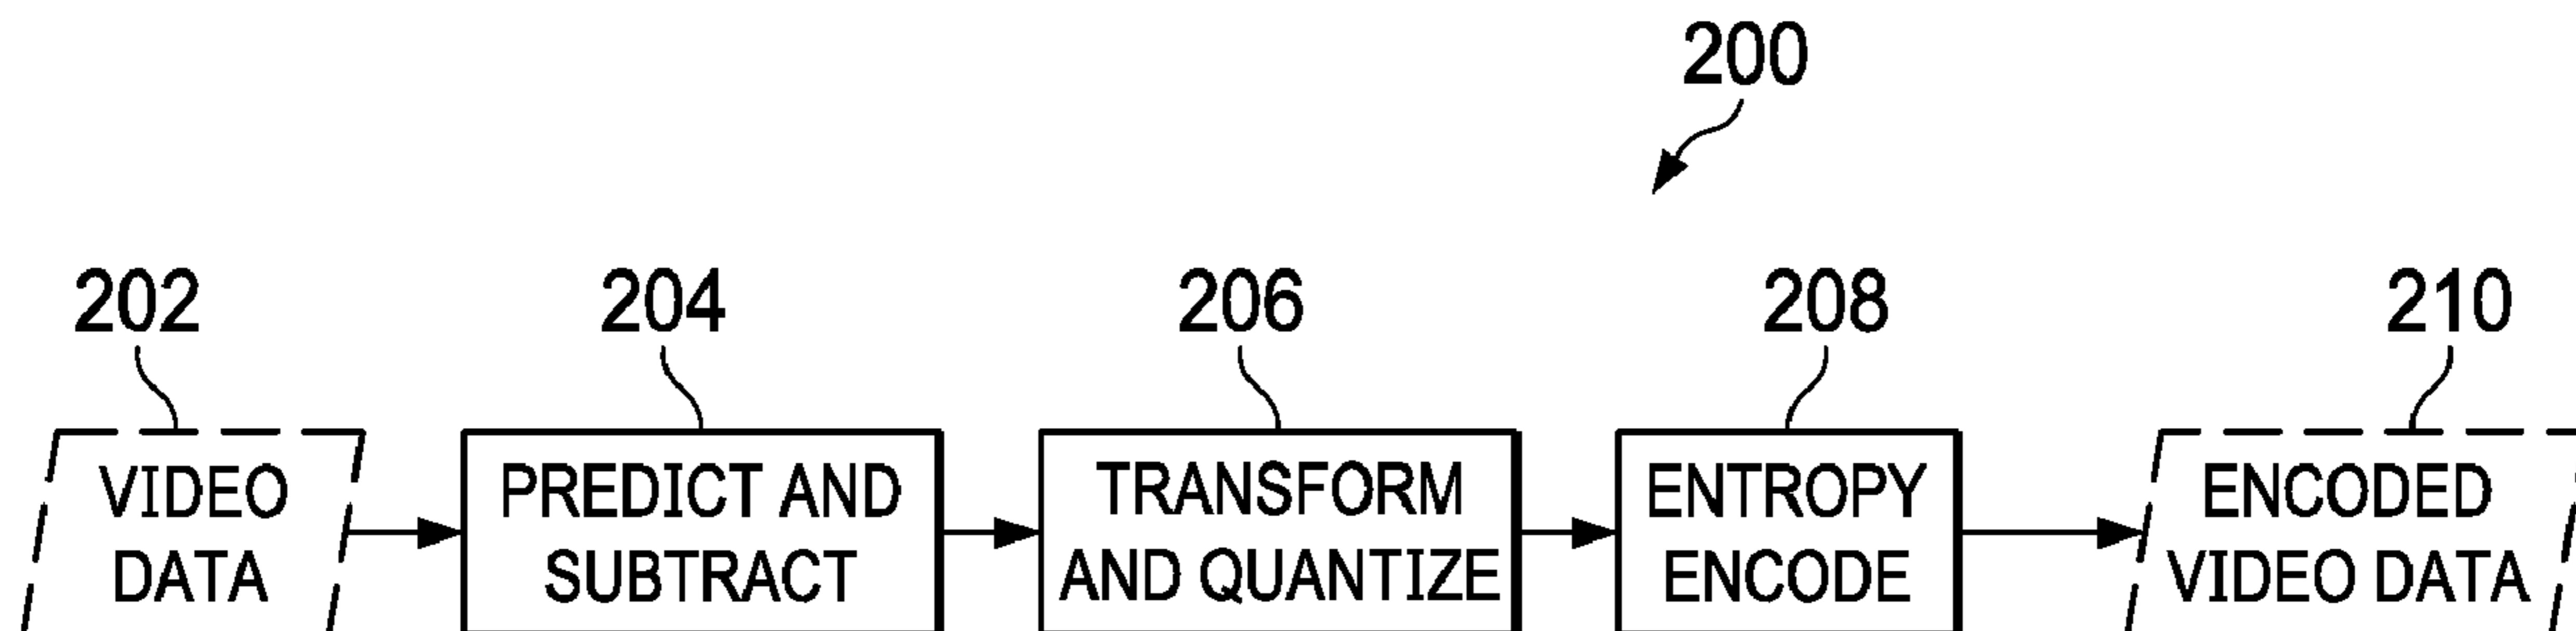 200
202
204
206
208
210
VIDEO
DATA
PREDICT AND
SUBTRACT
TRANSFORM
AND QUANTIZE
ENTROPY
ENCODE
ENCODED
VIDEO DATA